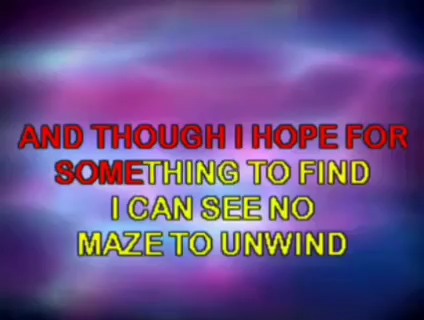 AND THOUGH I HOPE FOR
SOMETHING TO FIND
I CAN SEE NO
MAZE TO UNWIND